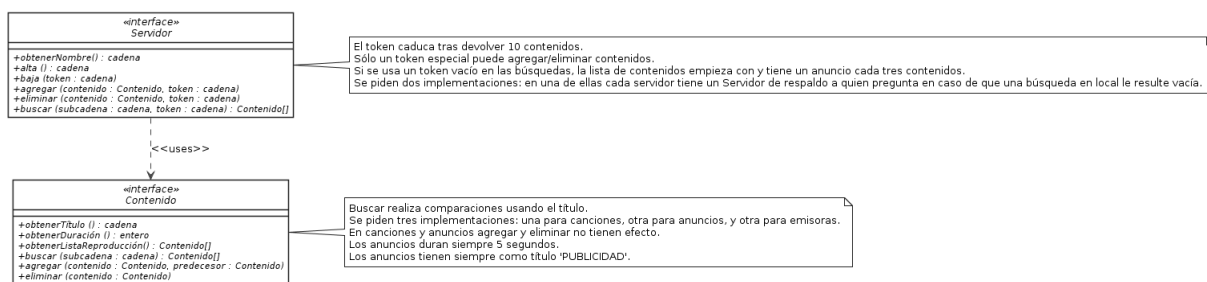 «interface»
Servidor
+obtenerNombre() : cadena
+alta () : cadena
+baja (token : cadena)
+agregar (contenido : Contenido, token : cadena)
+eliminar (contenido : Contenido, token : cadena)
+buscar (subcadena : cadena, token : cadena) : Contenido[]
El token caduca tras devolver 10 contenidos.
Sólo un token especial puede agregar/eliminar contenidos.
Si se usa un token vacío en las búsquedas, la lista de contenidos empieza con y tiene un anuncio cada tres contenidos.
Se piden dos implementaciones: en una de ellas cada servidor tiene un Servidor de respaldo a quien pregunta en caso de que una búsqueda en local le resulte vacía.
<<uses>>
«interface»
Contenido
+obtenerTítulo () : cadena
+obtenerDuración () : entero
+obtenerListaReproducción() : Contenido[]
+buscar (subcadena : cadena) : Contenido[]
+agregar (contenido : Contenido, predecesor : Contenido)
+eliminar (contenido : Contenido)
Buscar realiza comparaciones usando el título.
Se piden tres implementaciones: una para canciones, otra para anuncios, y otra para emisoras.
En canciones y anuncios agregar y eliminar no tienen efecto.
Los anuncios duran siempre 5 segundos.
Los anuncios tienen siempre como título 'PUBLICIDAD'.